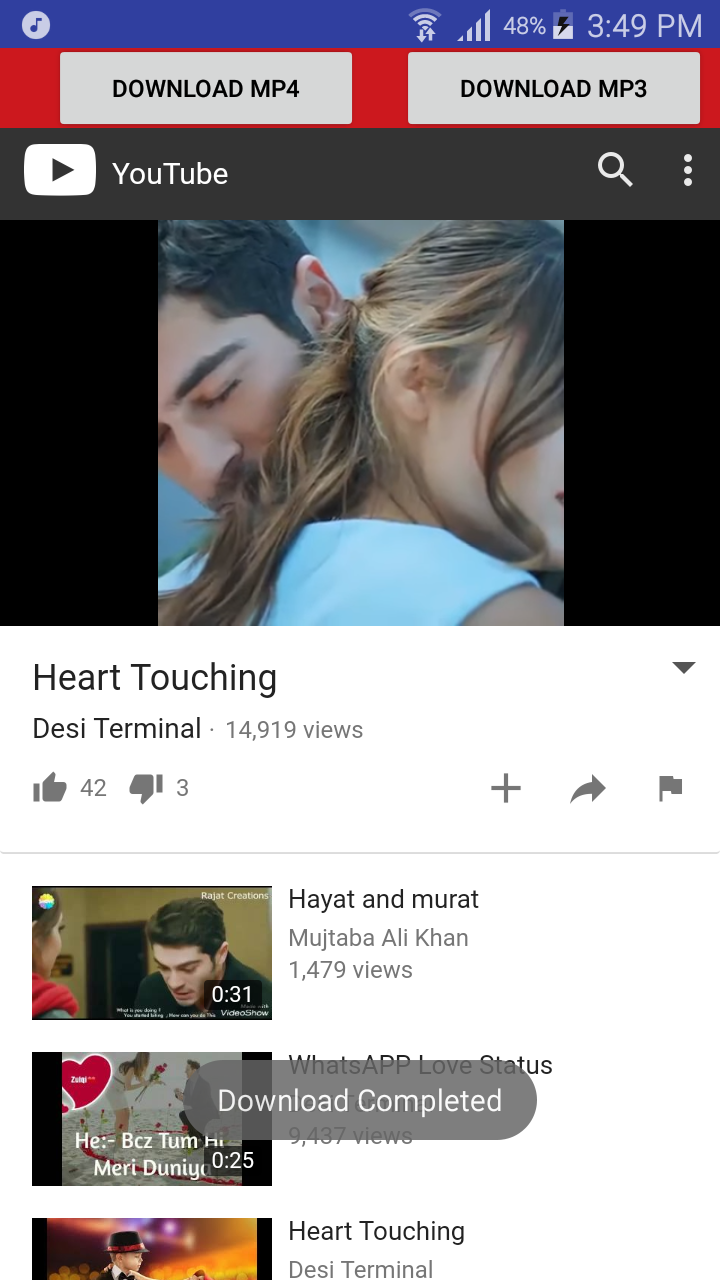 48% 3:49 PM
DOWNLOAD MP4 DOWNLOAD MP3
YouTube
Heart Touching
Desi Terminal · 14,919 views
42 3
Rajat Creations
What is you doing ?
You started biking . How can you do This
Made with
VideoShow
0:31
Hayat and murat
Mujtaba Ali Khan
1,479 views
Zulqi
He:- Bcz Tum Hi
Meri Duniya
0:25
WhatsAPP Love Status
Download Completed
9,437 views
Heart Touching
Desi Terminal